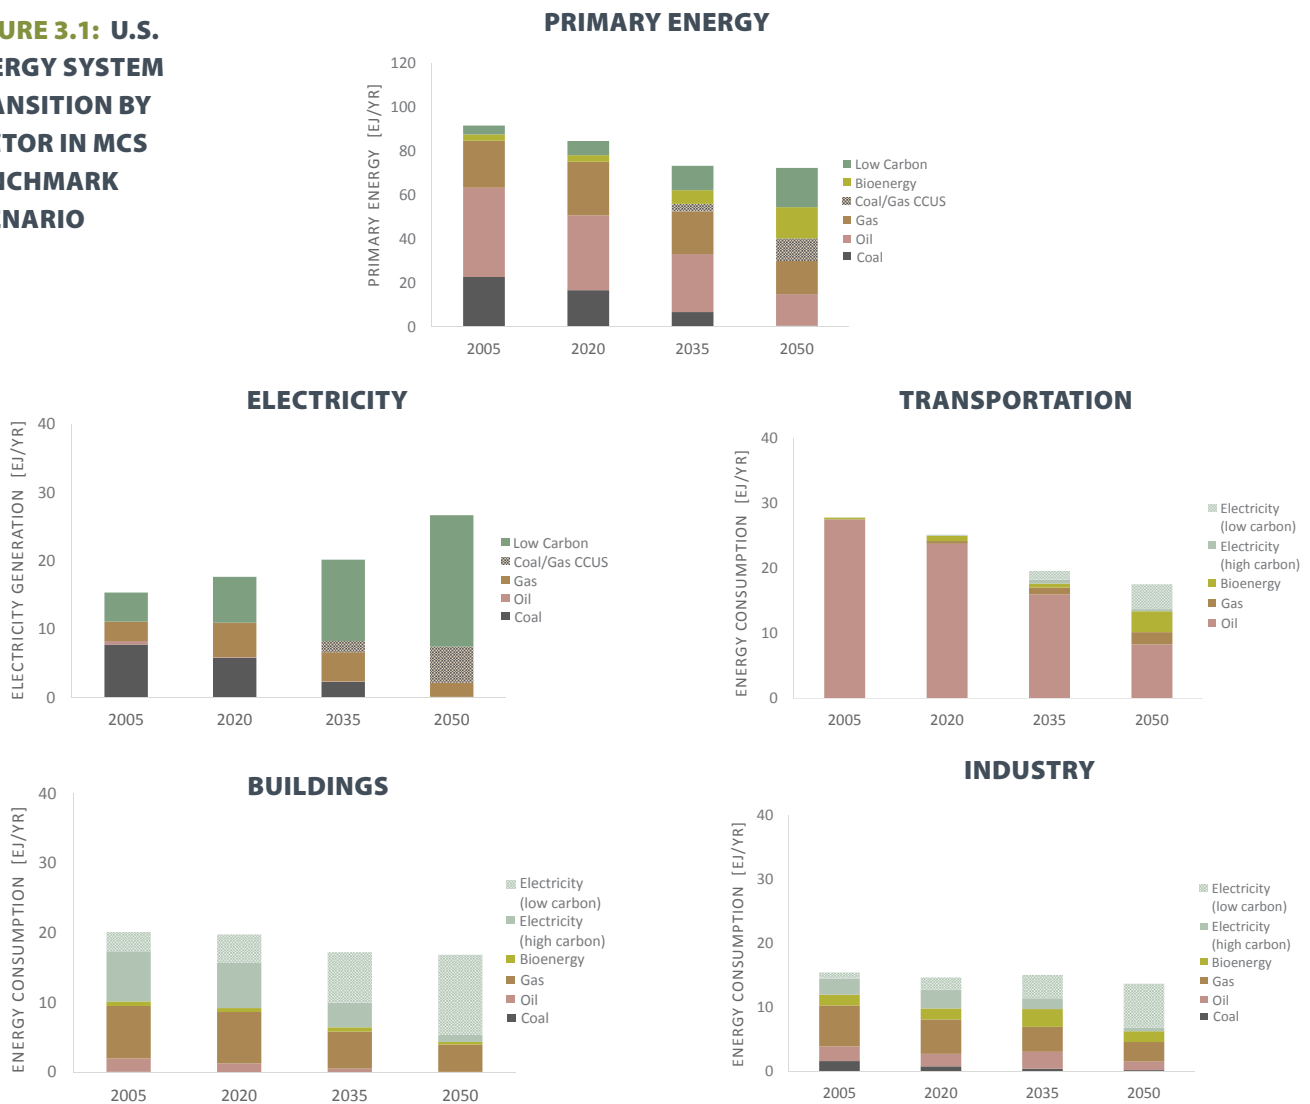 URE 3.1: U.S.
ERGY SYSTEM
ANSITION BY
CTOR IN MCS
NCHMARK
ENARIO
PRIMARY ENERGY
PRIMARY ENERGY [EJ/YR]
120
100
80
60
40
20
0
2005 2020 2035 2050
Low Carbon
Bioenergy
Coal/Gas CCUS
Gas
Oil
Coal
ELECTRICITY
ELECTRICITY GENERATION [EJ/YR]
40
30
20
10
0
2005 2020 2035 2050
Low Carbon
Coal/Gas CCUS
Gas
Oil
Coal
TRANSPORTATION
ENERGY CONSUMPTION [EJ/YR]
40
30
20
10
0
2005 2020 2035 2050
Electricity
(low carbon)
Electricity
(high carbon)
Bioenergy
Gas
Oil
BUILDINGS
ENERGY CONSUMPTION [EJ/YR]
40
30
20
10
0
2005 2020 2035 2050
Electricity
(low carbon)
Electricity
(high carbon)
Bioenergy
Gas
Oil
Coal
INDUSTRY
ENERGY CONSUMPTION [EJ/YR]
40
30
20
10
0
2005 2020 2035 2050
Electricity
(low carbon)
Electricity
(high carbon)
Bioenergy
Gas
Oil
Coal